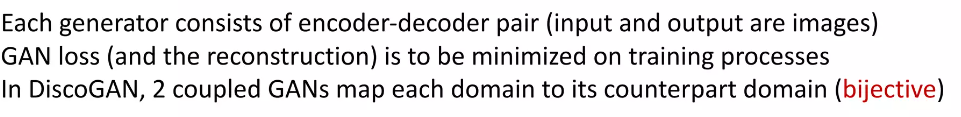 Each generator consists of encoder-decoder pair (input and output are images)
GAN loss (and the reconstruction) is to be minimized on training processes
In DiscoGAN, 2 coupled GANs map each domain to its counterpart domain (bijective)